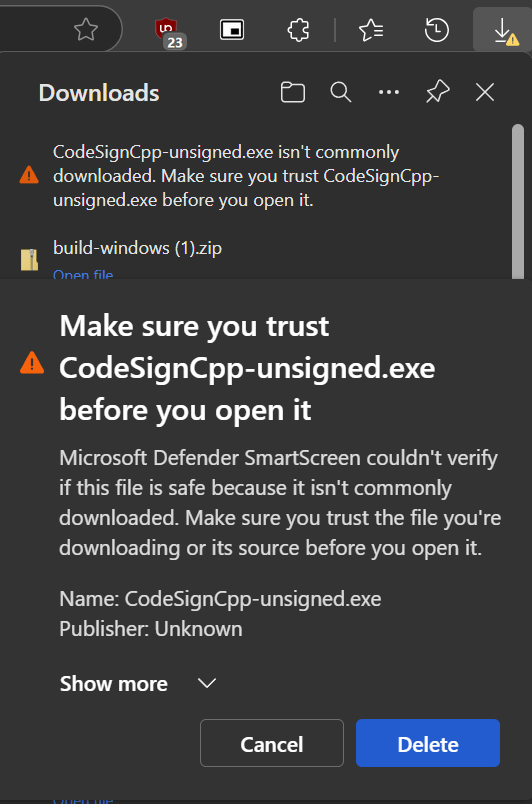 23
Downloads
CodeSignCpp-unsigned.exe isn't commonly
downloaded. Make sure you trust CodeSignCpp-
unsigned.exe before you open it.
build-windows (1).zip
Open file
Make sure you trust
CodeSignCpp-unsigned.exe
before you open it
Microsoft Defender SmartScreen couldn't verify
if this file is safe because it isn't commonly
downloaded. Make sure you trust the file you're
downloading or its source before you open it.
Name: CodeSignCpp-unsigned.exe
Publisher: Unknown
Show more
Cancel
Delete
Open file